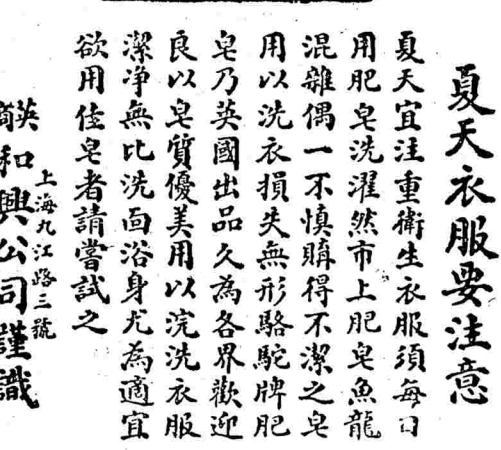 夏天衣服要注意
夏天宜注重衛生衣服須每日
用肥皂洗濯然市上肥皂魚龍
混雜偶一不慎購得不潔之皂
用以洗衣損失無形駱駝牌肥
皂乃英國出品久為各界歡迎
良以皂質優美用以浣洗衣服
潔净無比洗面浴身尤為適宜
欲用佳皂者請嘗試之
上海九江路三號
英商和興公司謹識